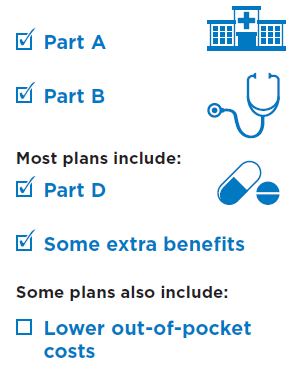 Part A
Part B
Most plans include:
Part D
Some extra benefits
Some plans also include:
Lower out-of-pocket
costs